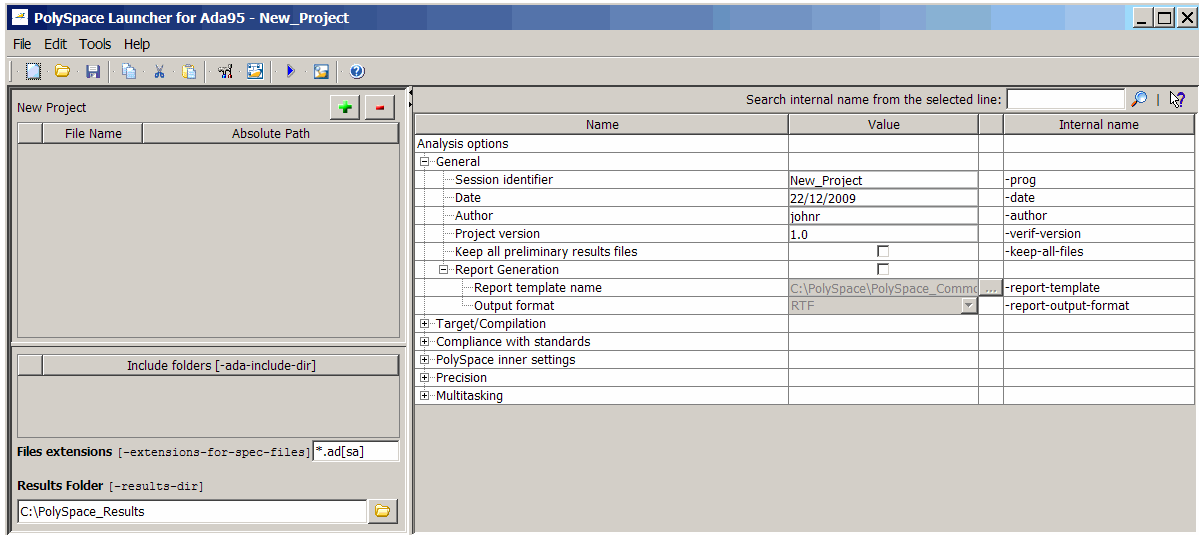 PolySpace Launcher for Ada95 - New_Project
File Edit Tools Help
New Project
File Name Absolute Path
Include folders [-ada-include-dir]
Files extensions [-extensions-for-spec-files] *.ad[sa]
Results Folder [-results-dir]
C:\PolySpace_Results
Search internal name from the selected line:
Name Value Internal name
Analysis options
General
Session identifier New_Project -prog
Date 22/12/2009 -date
Author johnr -author
Project version 1.0 -verif-version
Keep all preliminary results files -keep-all-files
Report Generation
Report template name C:\PolySpace\PolySpace_Commo ... -report-template
Output format RTF -report-output-format
Target/Compilation
Compliance with standards
PolySpace inner settings
Precision
Multitasking